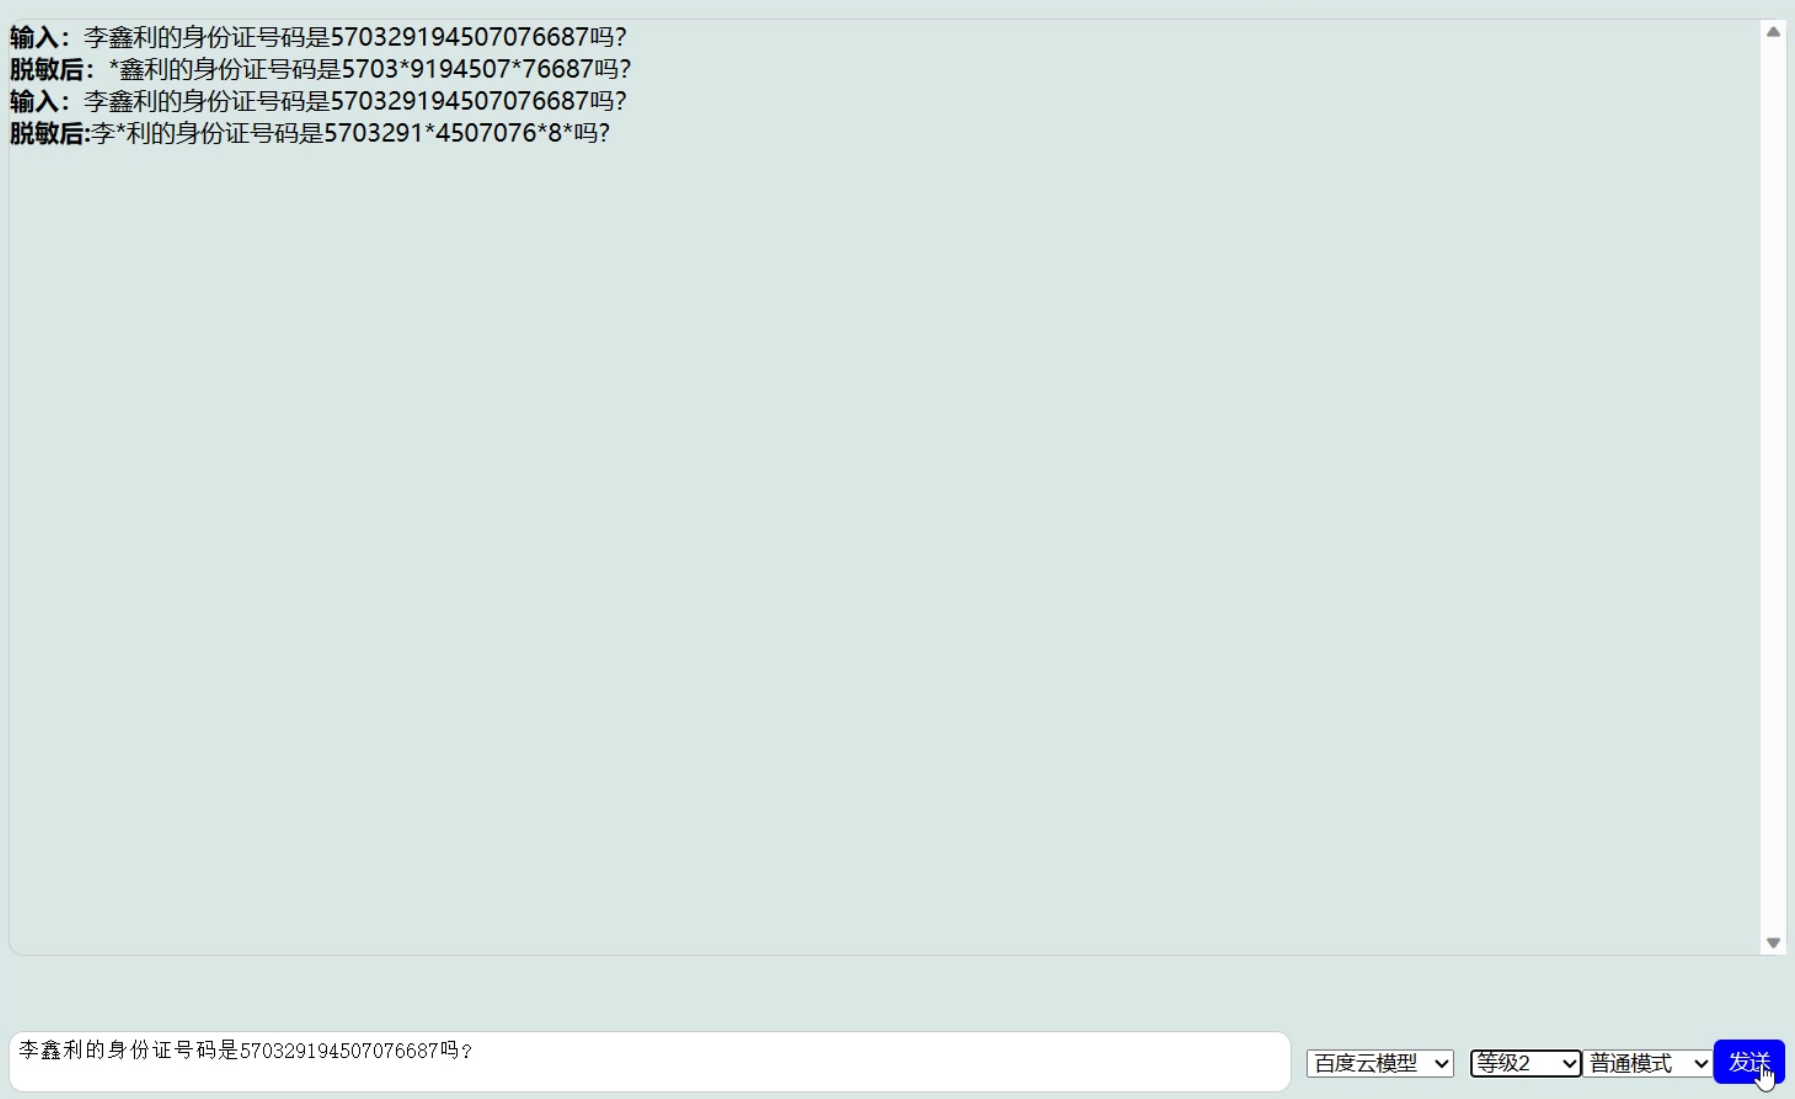 输入：李鑫利的身份证号码是570329194507076687吗?
脱敏后：*鑫利的身份证号码是5703*9194507*76687吗?
输入：李鑫利的身份证号码是570329194507076687吗?
脱敏后:李*利的身份证号码是5703291*4507076*8*吗?
李鑫利的身份证号码是570329194507076687吗?
百度云模型 等级2 普通模式 发送